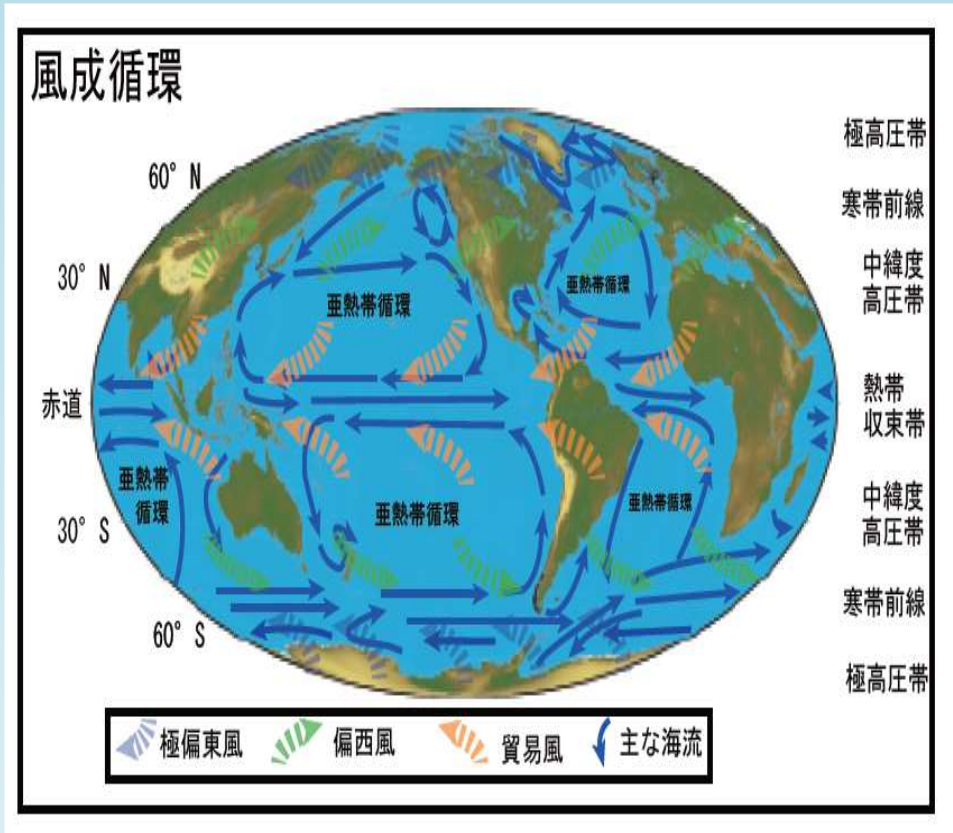 風成循環
60° N
30° N
赤道
30° S
60° S
極高圧帯
寒帯前線
中緯度
高圧帯
熱帯
収束帯
中緯度
高圧帯
寒帯前線
極高圧帯
亜熱帯循環
亜熱帯循環
亜熱帯
循環
亜熱帯循環
亜熱帯循環
極偏東風
偏西風
貿易風
主な海流